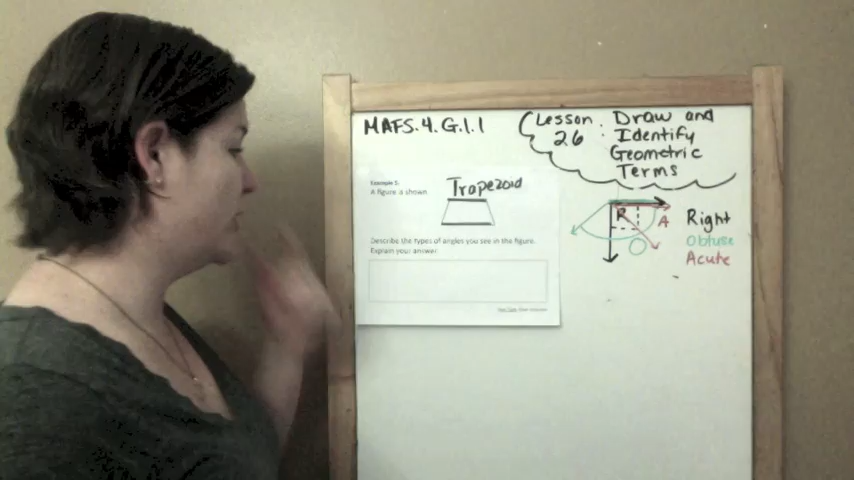 MAFS.4.G.1.1
Lesson 26 : Draw and
Identify
Geometric
Terms
Example 1:
A figure is shown.
Trapezoid
Describe the types of angles you see in the figure.
Explain your answer.
R
A
O
Right
Obtuse
Acute